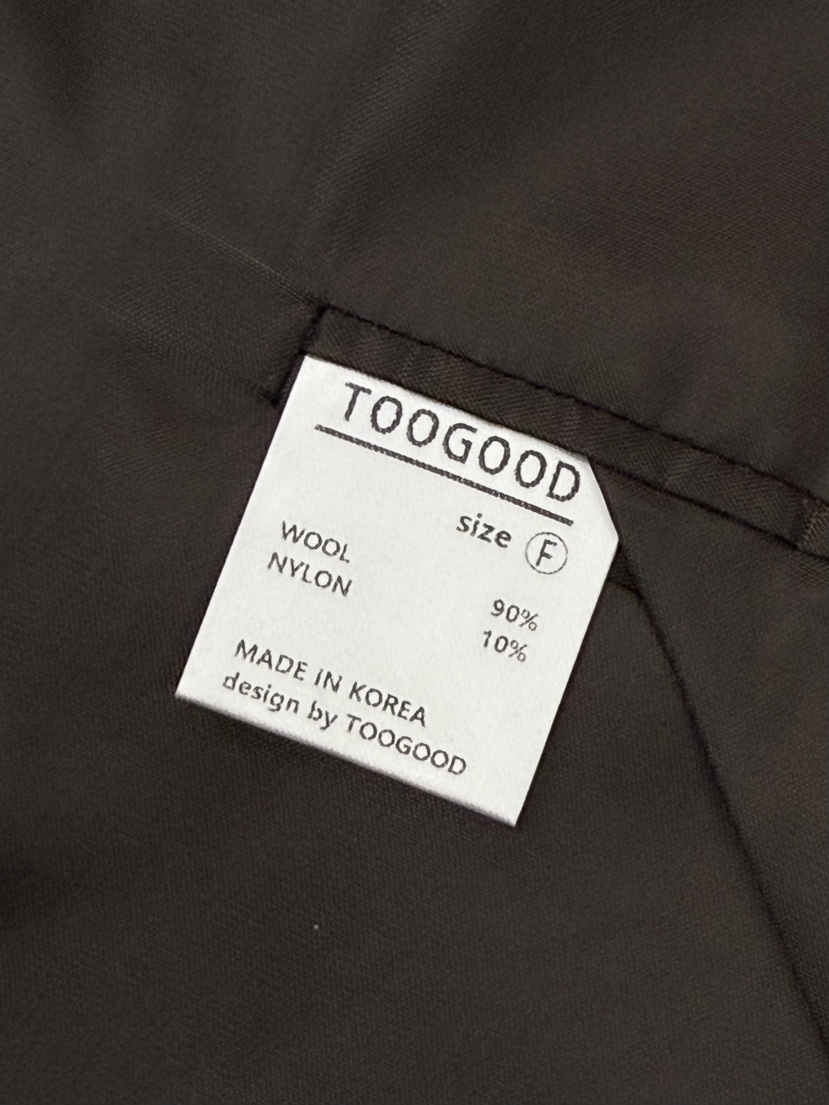 TOOGOOD
size Ⓕ
WOOL 90%
NYLON 10%
MADE IN KOREA
design by TOOGOOD